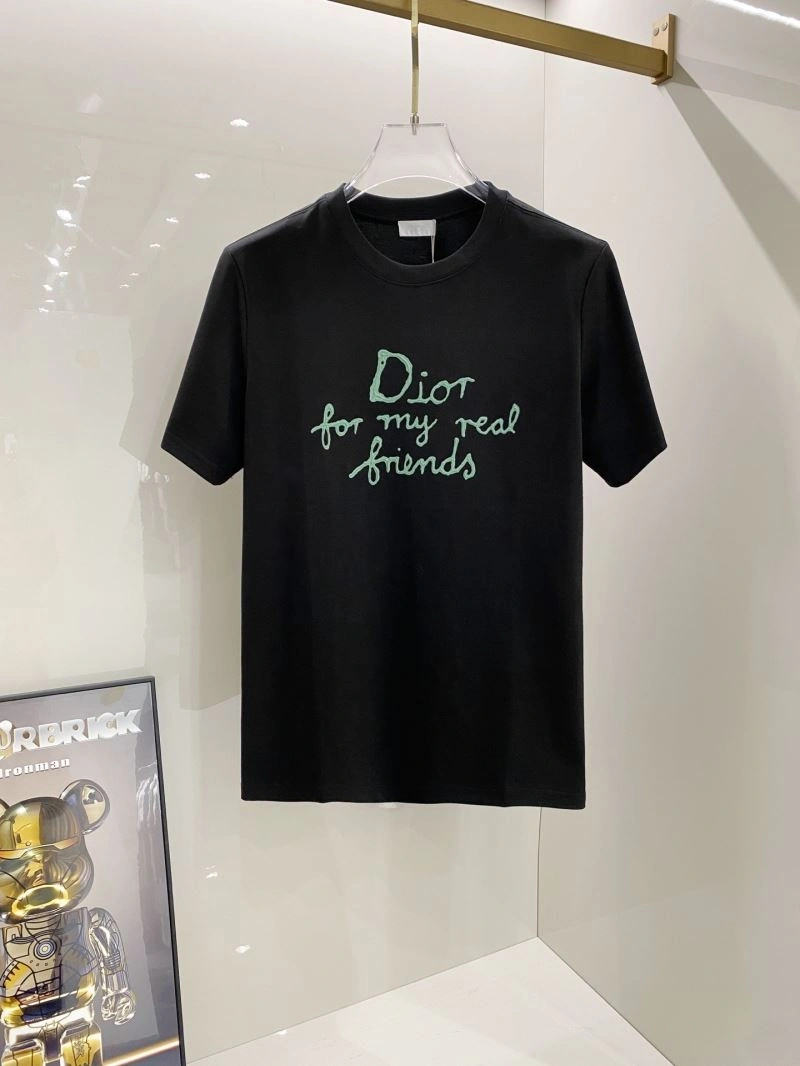 Dior
for my real
friends
RBRICK
ironman